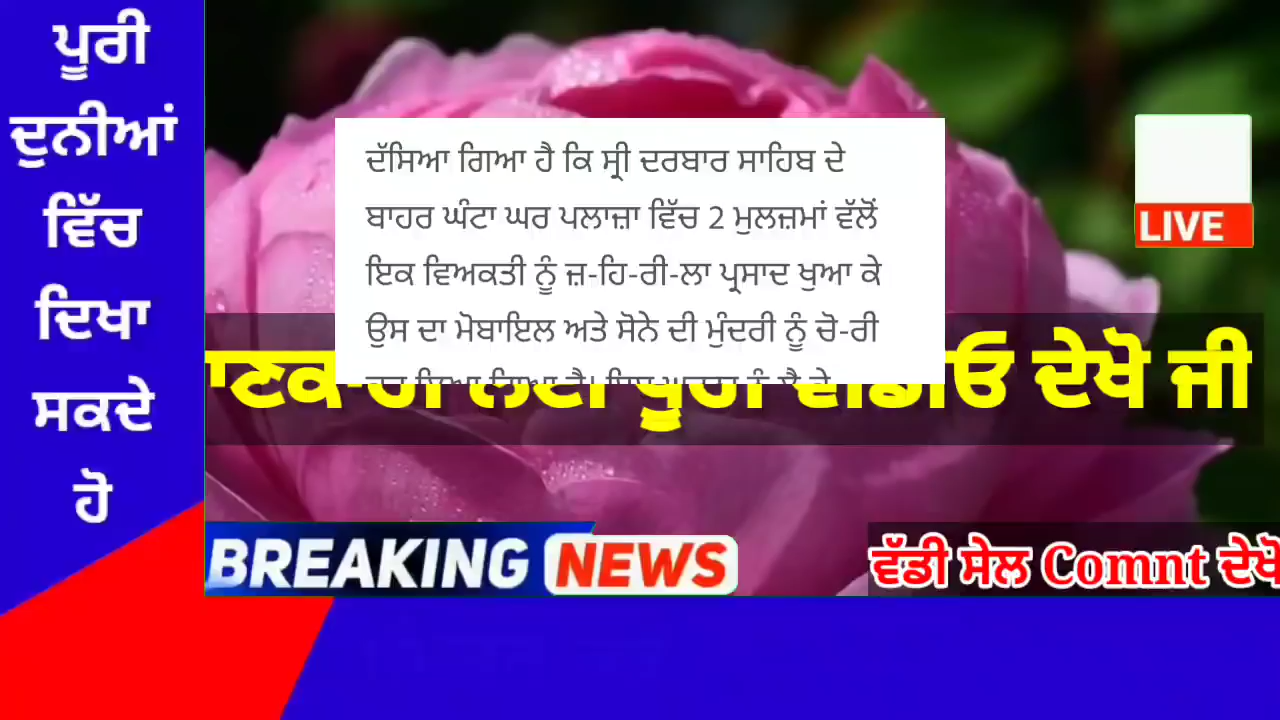 ਪੂਰੀ
ਦੁਨੀਆਂ
ਵਿੱਚ
ਦਿਖਾ
ਸਕਦੇ
ਹੋ
ਦੱਸਿਆ ਗਿਆ ਹੈ ਕਿ ਸ੍ਰੀ ਦਰਬਾਰ ਸਾਹਿਬ ਦੇ
ਬਾਹਰ ਘੰਟਾ ਘਰ ਪਲਾਜ਼ਾ ਵਿੱਚ 2 ਮੁਲਜ਼ਮਾਂ ਵੱਲੋਂ
ਇਕ ਵਿਅਕਤੀ ਨੂੰ ਜ਼-ਹਿ-ਰੀ-ਲਾ ਪ੍ਰਸਾਦ ਖੁਆ ਕੇ
ਉਸ ਦਾ ਮੋਬਾਇਲ ਅਤੇ ਸੋਨੇ ਦੀ ਮੁੰਦਰੀ ਨੂੰ ਚੋ-ਰੀ
ਦੇਖੋ ਜੀ
LIVE
BREAKING NEWS
ਵੱਡੀ ਸੇਲ Comnt ਦੇਖੋ